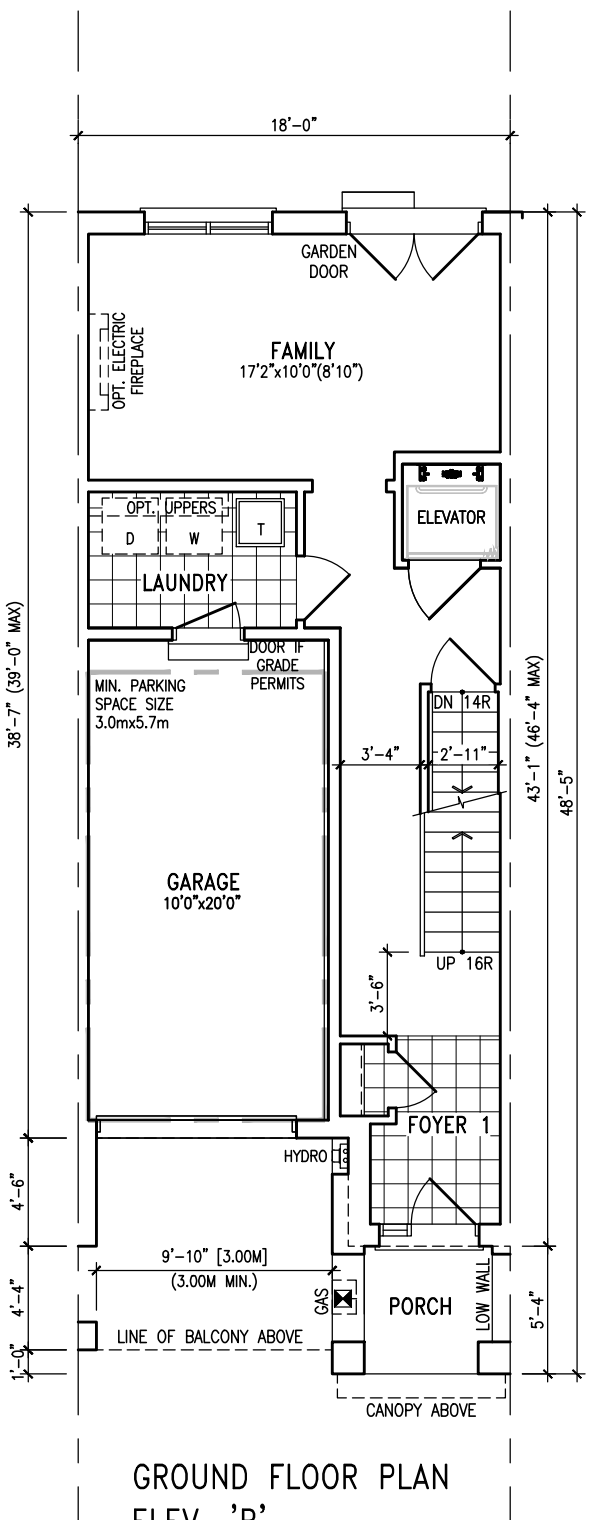 18'-0"
GARDEN
DOOR
OPT. ELECTRIC
FIREPLACE
FAMILY
17'2"x10'0"(8'10")
OPT. UPPERS
D
W
T
ELEVATOR
LAUNDRY
DOOR IF
GRADE
PERMITS
MIN. PARKING
SPACE SIZE
3.0mx5.7m
38'-7" (39'-0" MAX)
DN 14R
3'-4"
2'-11"
43'-1" (46'-4" MAX)
48'-5"
GARAGE
10'0"x20'0"
UP 16R
3'-6"
FOYER 1
HYDRO
4'-6"
9'-10" [3.00M]
(3.00M MIN.)
GAS
PORCH
LOW WALL
5'-4"
4'-4"
LINE OF BALCONY ABOVE
1'-0"
CANOPY ABOVE
GROUND FLOOR PLAN
ELEV. 'B'